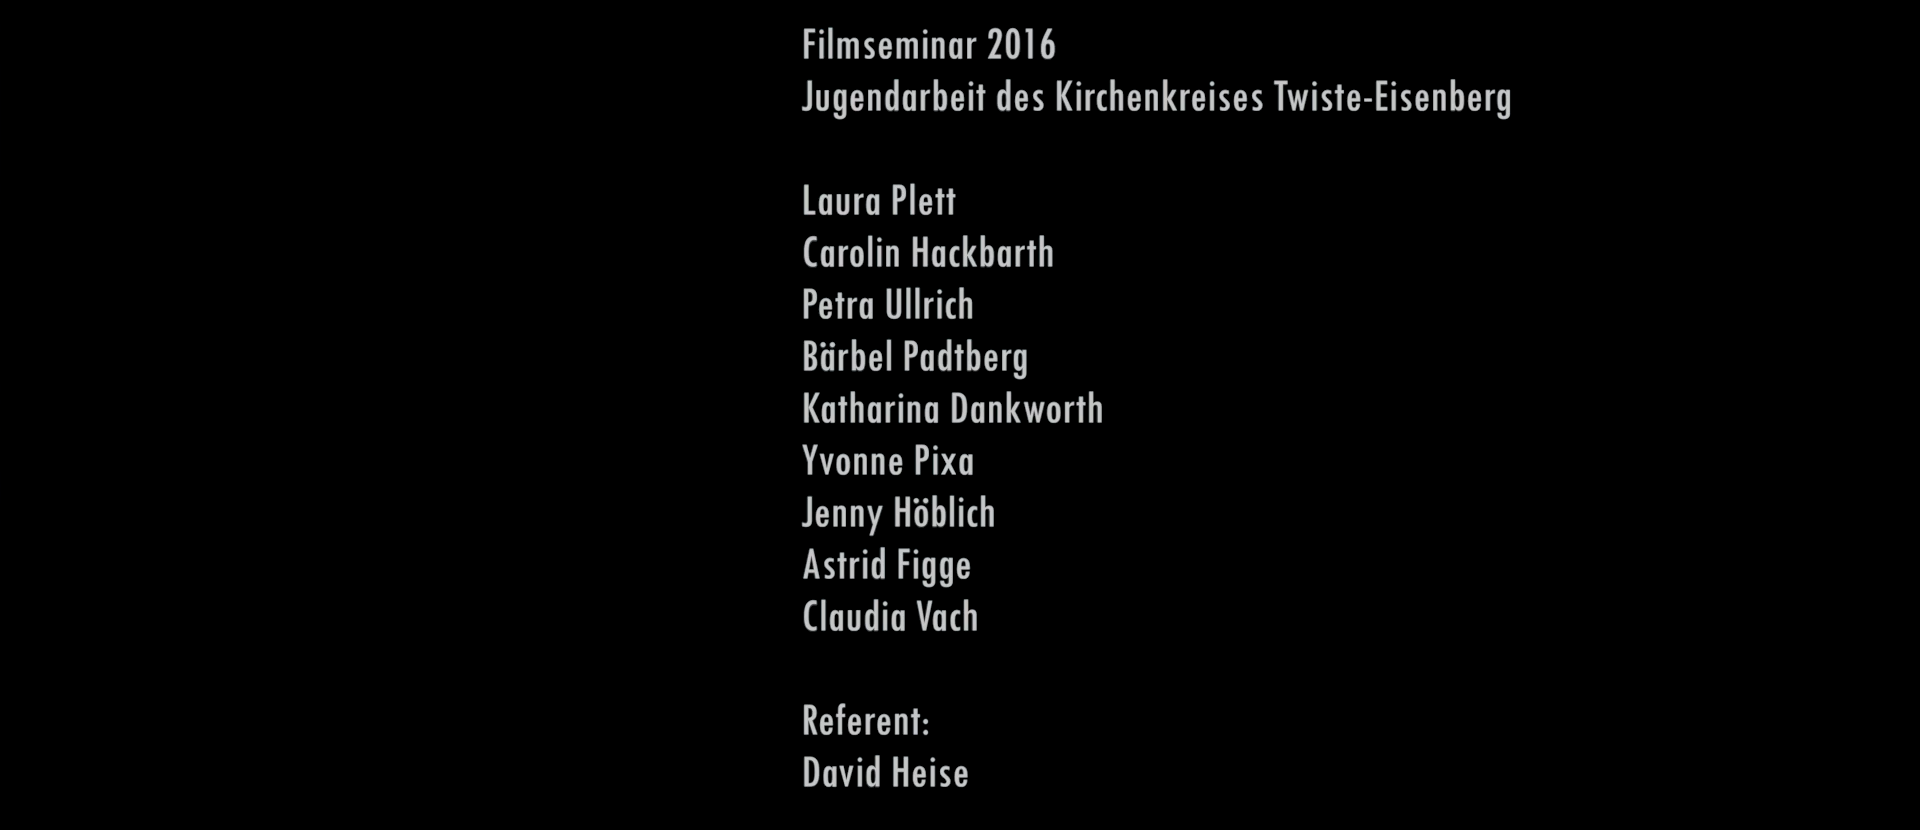 Filmseminar 2016
Jugendarbeit des Kirchenkreises Twiste-Eisenberg
Laura Plett
Carolin Hackbarth
Petra Ullrich
Bärbel Padtberg
Katharina Dankworth
Yvonne Pixa
Jenny Höblich
Astrid Figge
Claudia Vach
Referent:
David Heise